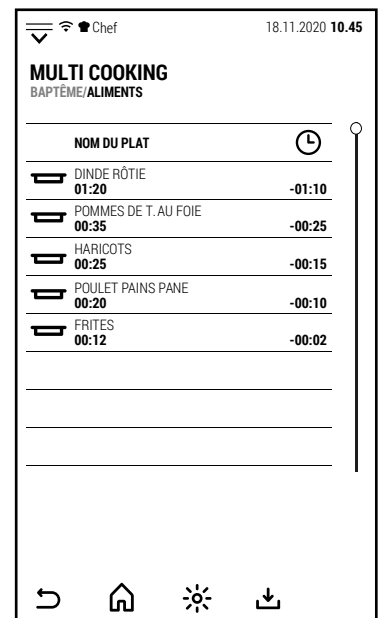 Chef 18.11.2020 10.45
MULTI COOKING
BAPTÊME/ALIMENTS
NOM DU PLAT
DINDE RÔTIE
01:20 -01:10
POMMES DE T. AU FOIE
00:35 -00:25
HARICOTS
00:25 -00:15
POULET PAINS PANE
00:20 -00:10
FRITES
00:12 -00:02